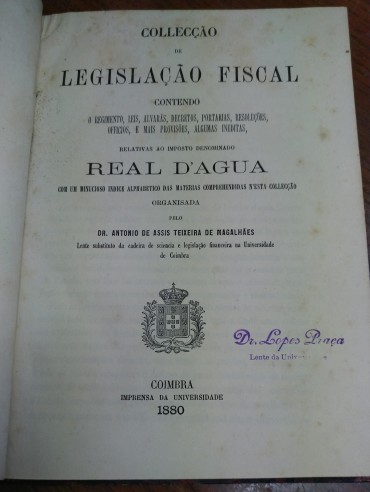 COLLECÇÃO
DE
LEGISLAÇÃO FISCAL
CONTENDO
O REGIMENTO, LEIS, ALVARÁS, DECRETOS, PORTARIAS, RESOLUÇÕES,
OFFICIOS, E MAIS PROVISÕES, ALGUMAS INEDITAS,
RELATIVAS AO IMPOSTO DENOMINADO
REAL D'AGUA
COM UM MINUCIOSO INDICE ALPHABETICO DAS MATERIAS COMPREHENDIDAS N'ESTA COLLECÇÃO
ORGANISADA
PELO
DR. ANTONIO DE ASSIS TEIXEIRA DE MAGALHÃES
Lente substituto da cadeira de sciencia e legislação financeira na Universidade
de Coimbra
Dr. Lopes Praça
Lente da Univer
COIMBRA
IMPRENSA DA UNIVERSIDADE
1880